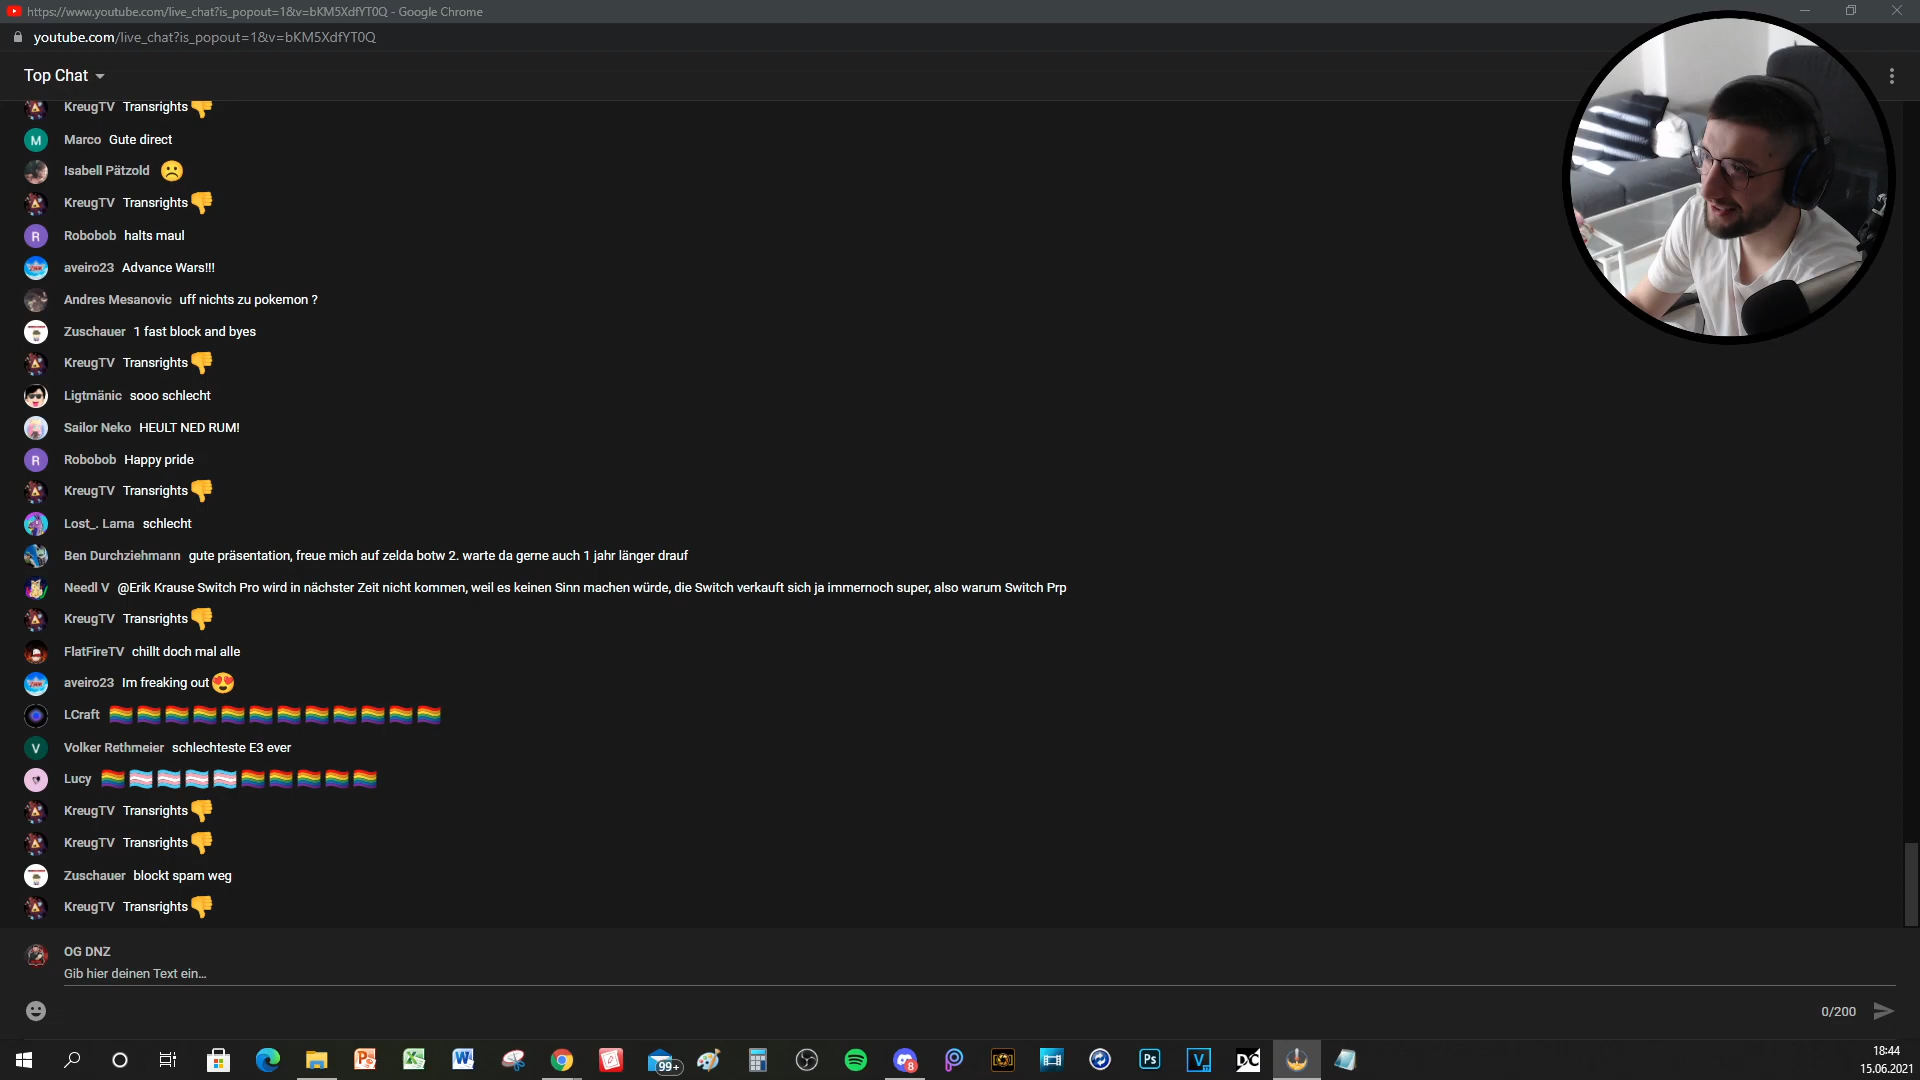 https://www.youtube.com/live_chat?is_popout=1&v=bKM5XdfYT0Q - Google Chrome
youtube.com/live_chat?is_popout=1&v=bKM5XdfYT0Q
Top Chat
KreugTV Transrights👎
Marco Gute direct
Isabell Pätzold ☹️
KreugTV Transrights👎
Robobob halts maul
aveiro23 Advance Wars!!!
Andres Mesanovic uff nichts zu pokemon ?
Zuschauer 1 fast block and byes
KreugTV Transrights👎
Ligtmänic sooo schlecht
Sailor Neko HEULT NED RUM!
Robobob Happy pride
KreugTV Transrights👎
Lost_. Lama schlecht
Ben Durchziehmann gute präsentation, freue mich auf zelda botw 2. warte da gerne auch 1 jahr länger drauf
Needl V @Erik Krause Switch Pro wird in nächster Zeit nicht kommen, weil es keinen Sinn machen würde, die Switch verkauft sich ja immernoch super, also warum Switch Prp
KreugTV Transrights👎
FlatFireTV chillt doch mal alle
aveiro23 Im freaking out😍
LCraft 🏳️‍🌈🏳️‍🌈🏳️‍🌈🏳️‍🌈🏳️‍🌈🏳️‍🌈🏳️‍🌈🏳️‍🌈🏳️‍🌈🏳️‍🌈🏳️‍🌈🏳️‍🌈
Volker Rethmeier schlechteste E3 ever
Lucy 🏳️‍🌈🏳️‍⚧️🏳️‍⚧️🏳️‍⚧️🏳️‍⚧️🏳️‍🌈🏳️‍🌈🏳️‍🌈🏳️‍🌈🏳️‍🌈
KreugTV Transrights👎
KreugTV Transrights👎
Zuschauer blockt spam weg
KreugTV Transrights👎
OG DNZ
Gib hier deinen Text ein...
0/200
99+
8
Ps
V
DC
18:44
15.06.2021